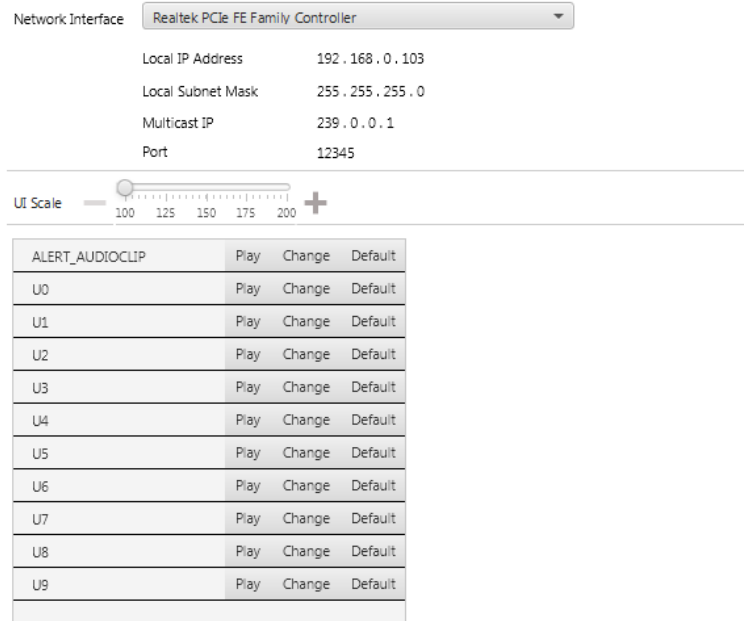 Network Interface Realtek PCIe FE Family Controller
Local IP Address 192 . 168 . 0 . 103
Local Subnet Mask 255 . 255 . 255 . 0
Multicast IP 239 . 0 . 0 . 1
Port 12345
UI Scale
100 125 150 175 200
ALERT_AUDIOCLIP Play Change Default
U0 Play Change Default
U1 Play Change Default
U2 Play Change Default
U3 Play Change Default
U4 Play Change Default
U5 Play Change Default
U6 Play Change Default
U7 Play Change Default
U8 Play Change Default
U9 Play Change Default